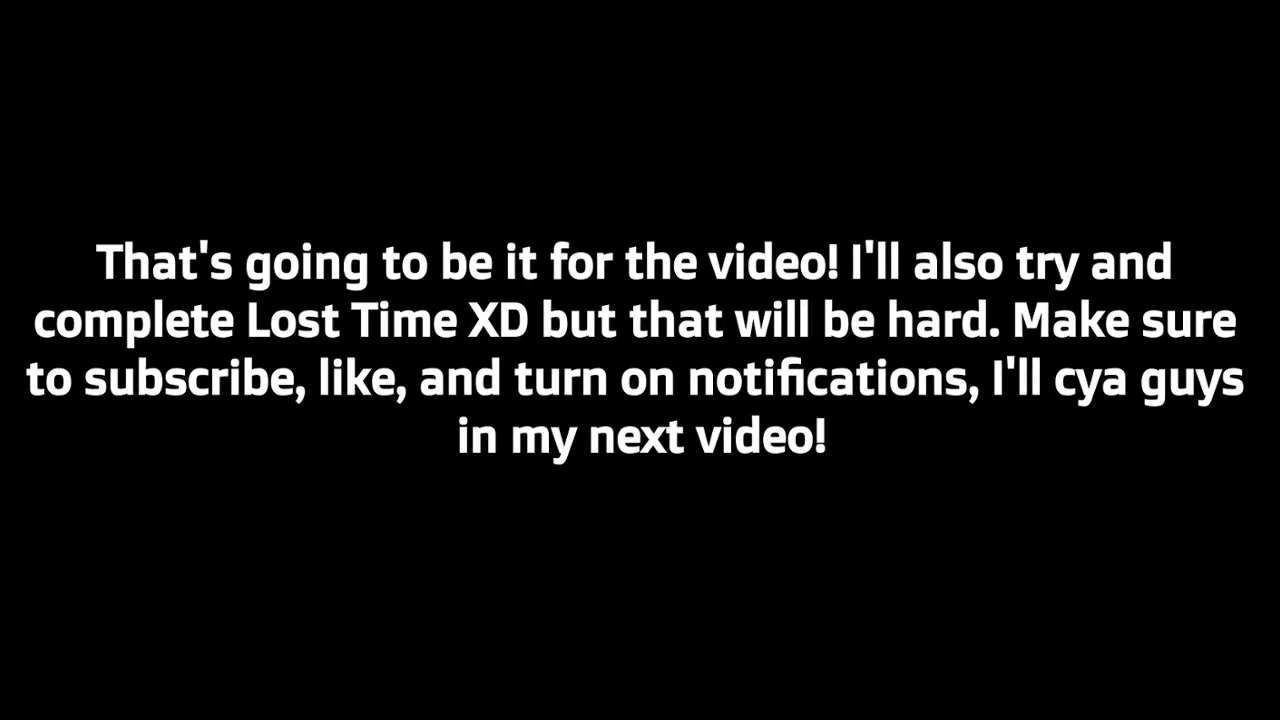 That's going to be it for the video! I'll also try and
complete Lost Time XD but that will be hard. Make sure
to subscribe, like, and turn on notifications, I'll cya guys
in my next video!